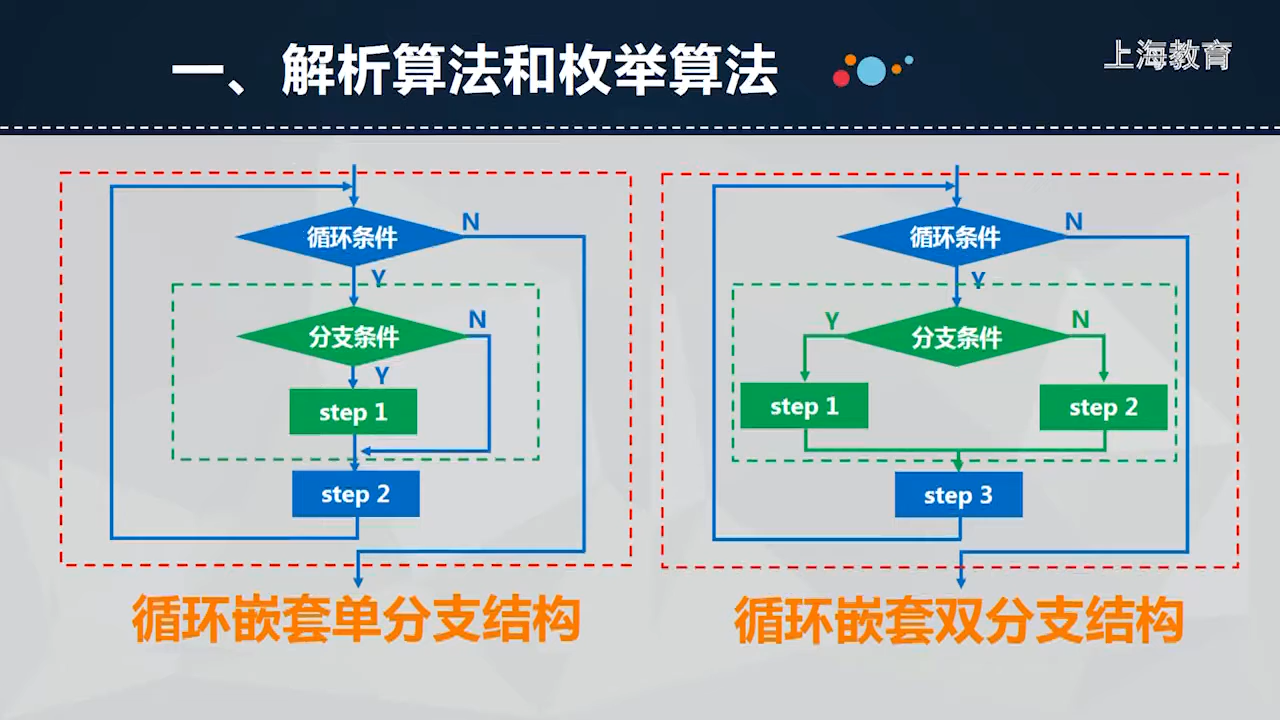 一、解析算法和枚举算法
上海教育
循环条件
N
Y
分支条件
N
Y
step 1
step 2
循环嵌套单分支结构
循环条件
N
Y
Y
分支条件
N
step 1
step 2
step 3
循环嵌套双分支结构